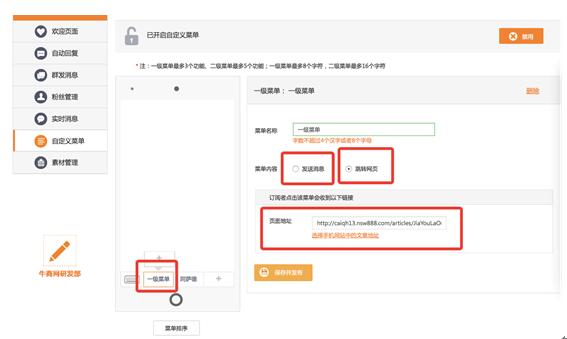 欢迎页面
自动回复
群发消息
粉丝管理
实时消息
自定义菜单
素材管理
牛商网研发部
已开启自定义菜单
禁用
* 注：一级菜单最多3个功能、二级菜单最多5个功能；一级菜单最多8个字符，二级菜单最多16个字符
一级菜单
阿萨德
菜单排序
一级菜单： 一级菜单
删除
菜单名称
一级菜单
字数不超过4个汉字或者8个字母
菜单内容
发送消息
跳转网页
订阅者点击该菜单会收到以下链接
页面地址
http://caiqh13.nsw888.com/articles/JiaYouLaO
选择手机网站中的文章地址
保存并发布